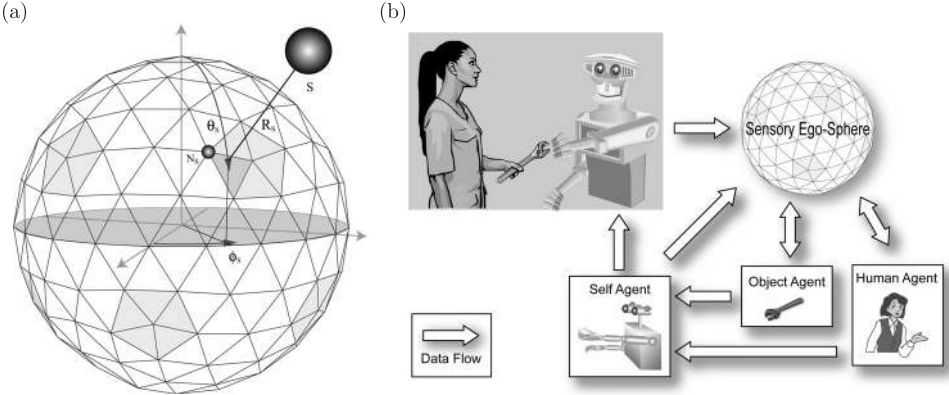 (a)
S
θs
Rs
Ns
ϕs
(b)
Sensory Ego-Sphere
Self Agent
Object Agent
Human Agent
Data Flow